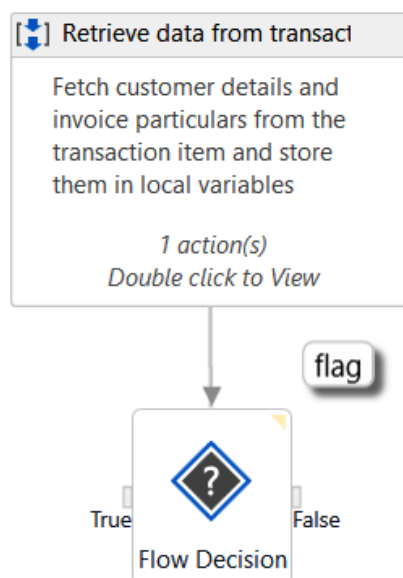 Retrieve data from transact
Fetch customer details and
invoice particulars from the
transaction item and store
them in local variables
1 action(s)
Double click to View
flag
?
True
False
Flow Decision